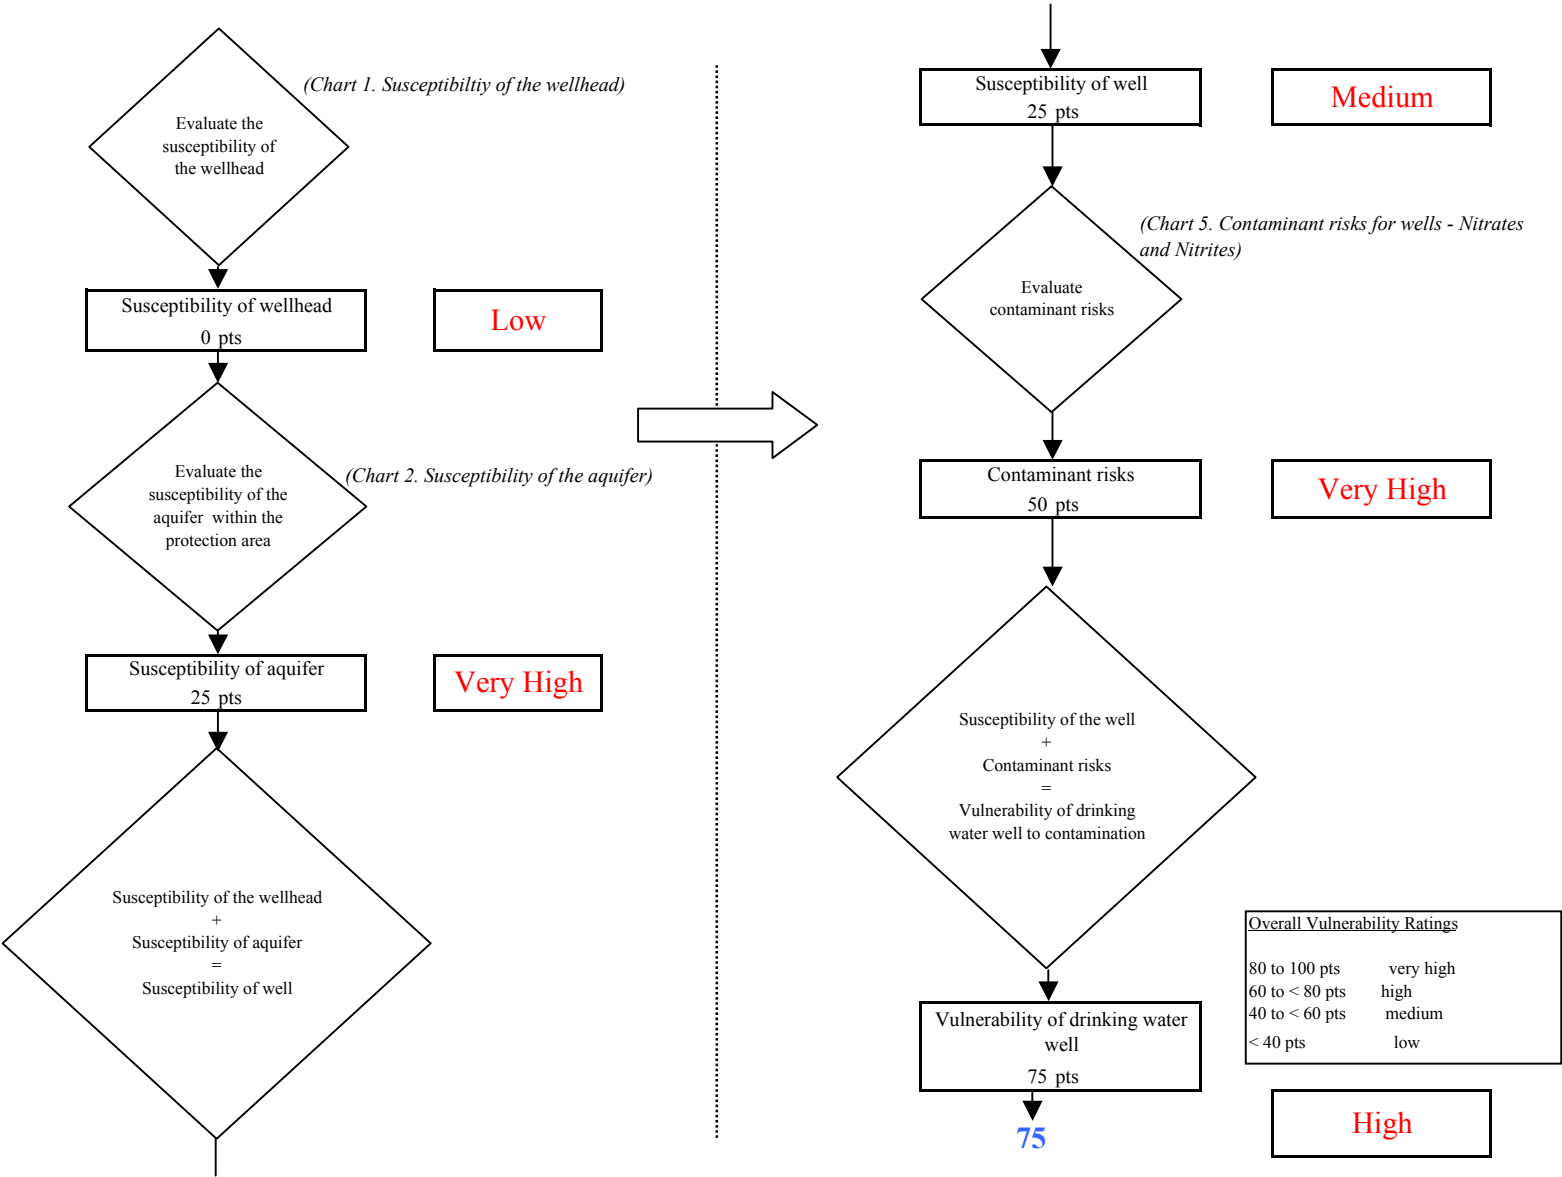 (Chart 1. Susceptibiltiy of the wellhead)
Evaluate the
susceptibility of
the wellhead
Susceptibility of wellhead
0 pts
Low
Evaluate the
susceptibility of the
aquifer within the
protection area
(Chart 2. Susceptibility of the aquifer)
Susceptibility of aquifer
25 pts
Very High
Susceptibility of the wellhead
+
Susceptibility of aquifer
=
Susceptibility of well
Susceptibility of well
25 pts
Medium
(Chart 5. Contaminant risks for wells - Nitrates
and Nitrites)
Evaluate
contaminant risks
Contaminant risks
50 pts
Very High
Susceptibility of the well
+
Contaminant risks
=
Vulnerability of drinking
water well to contamination
Overall Vulnerability Ratings
80 to 100 pts very high
60 to < 80 pts high
40 to < 60 pts medium
< 40 pts low
Vulnerability of drinking water
well
75 pts
75
High